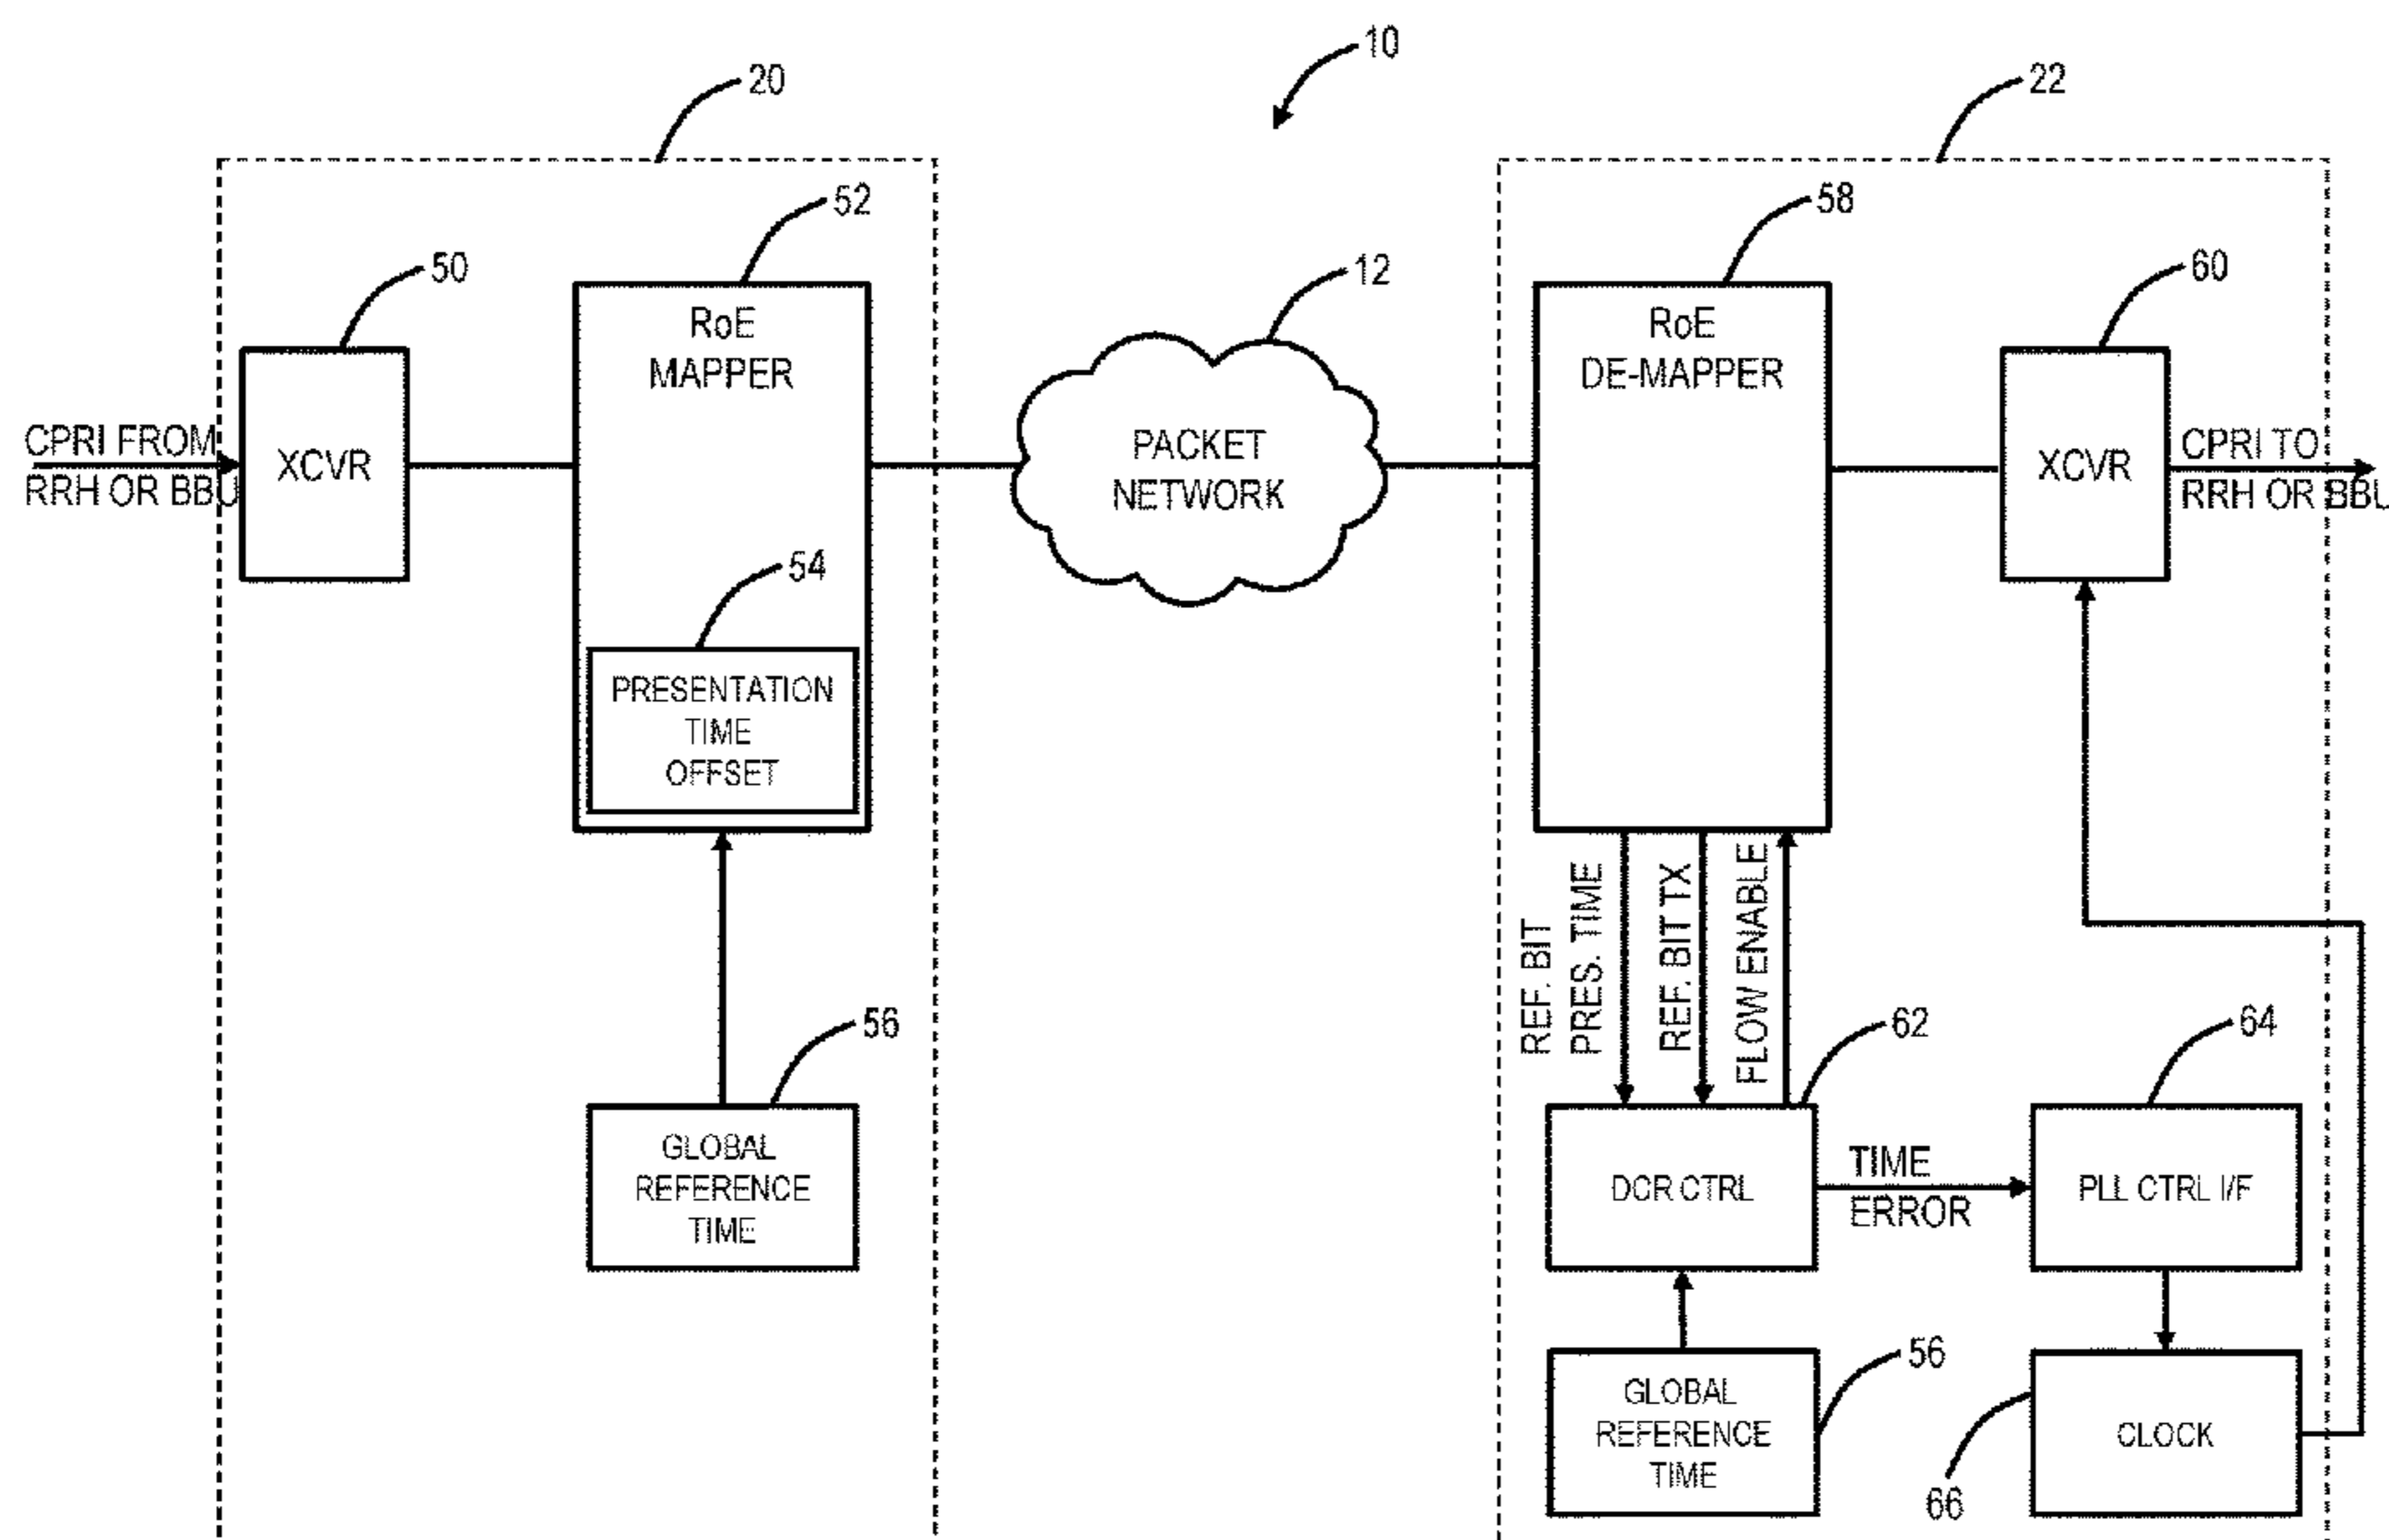 10
20
22
52
58
50
12
60
RoE
MAPPER
RoE
DE-MAPPER
CPRI FROM
RRH OR BBU
XCVR
PACKET
NETWORK
XCVR
CPRI TO
RRH OR BBU
54
PRESENTATION
TIME
OFFSET
REF. BIT
PRES. TIME
REF. BIT TX
FLOW ENABLE
56
62
64
GLOBAL
REFERENCE
TIME
DCR CTRL
TIME
ERROR
PLL CTRL I/F
56
GLOBAL
REFERENCE
TIME
CLOCK
66